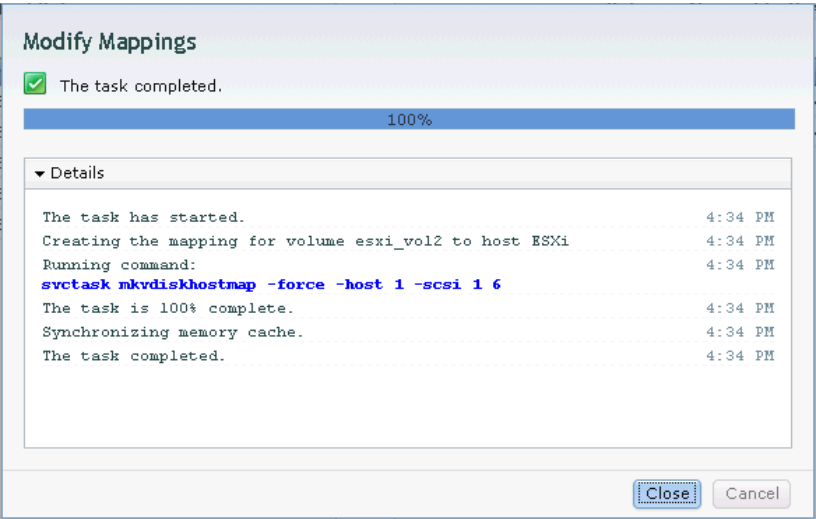 Modify Mappings
The task completed.
100%
Details
The task has started. 4:34 PM
Creating the mapping for volume esxi_vol2 to host ESXi 4:34 PM
Running command: 4:34 PM
svctask mkvdiskhostmap -force -host 1 -scsi 1 6
The task is 100% complete. 4:34 PM
Synchronizing memory cache. 4:34 PM
The task completed. 4:34 PM
Close Cancel